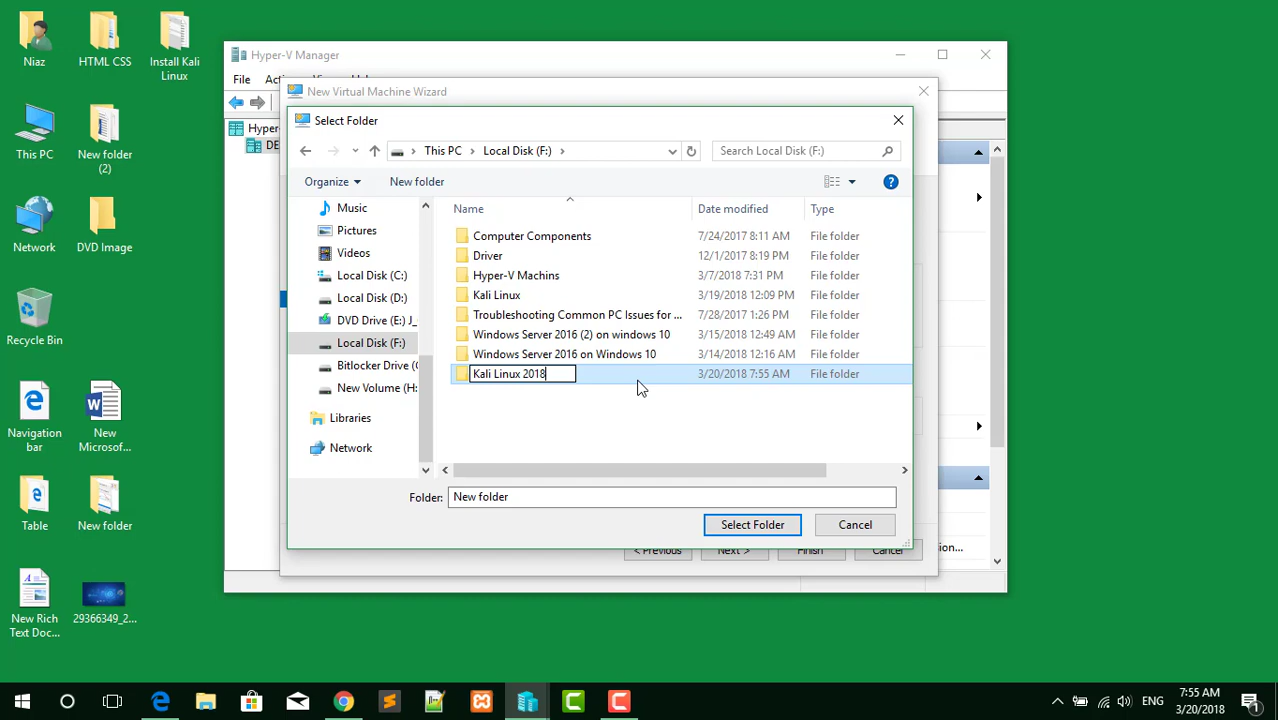 Niaz
HTML CSS
Install Kali
Linux
This PC
New folder
(2)
Network
DVD Image
Recycle Bin
Navigation
bar
New
Microsof...
Table
New folder
New Rich
Text Doc...
29366349_2...
Hyper-V Manager
File
New Virtual Machine Wizard
Hyper-
DE
Select Folder
This PC
Local Disk (F:)
Search Local Disk (F:)
Organize
New folder
?
Music
Pictures
Videos
Local Disk (C:)
Local Disk (D:)
DVD Drive (E:) J_
Local Disk (F:)
Bitlocker Drive (
New Volume (H:
Libraries
Network
Name
Date modified
Type
Computer Components
7/24/2017 8:11 AM
File folder
Driver
12/1/2017 8:19 PM
File folder
Hyper-V Machins
3/7/2018 7:31 PM
File folder
Kali Linux
3/19/2018 12:09 PM
File folder
Troubleshooting Common PC Issues for ...
7/28/2017 1:26 PM
File folder
Windows Server 2016 (2) on windows 10
3/15/2018 12:49 AM
File folder
Windows Server 2016 on Windows 10
3/14/2018 12:16 AM
File folder
Kali Linux 2018
3/20/2018 7:55 AM
File folder
Folder:
New folder
Select Folder
Cancel
< Previous
Next >
Finish
Cancel
ion...
ENG
7:55 AM
3/20/2018
1